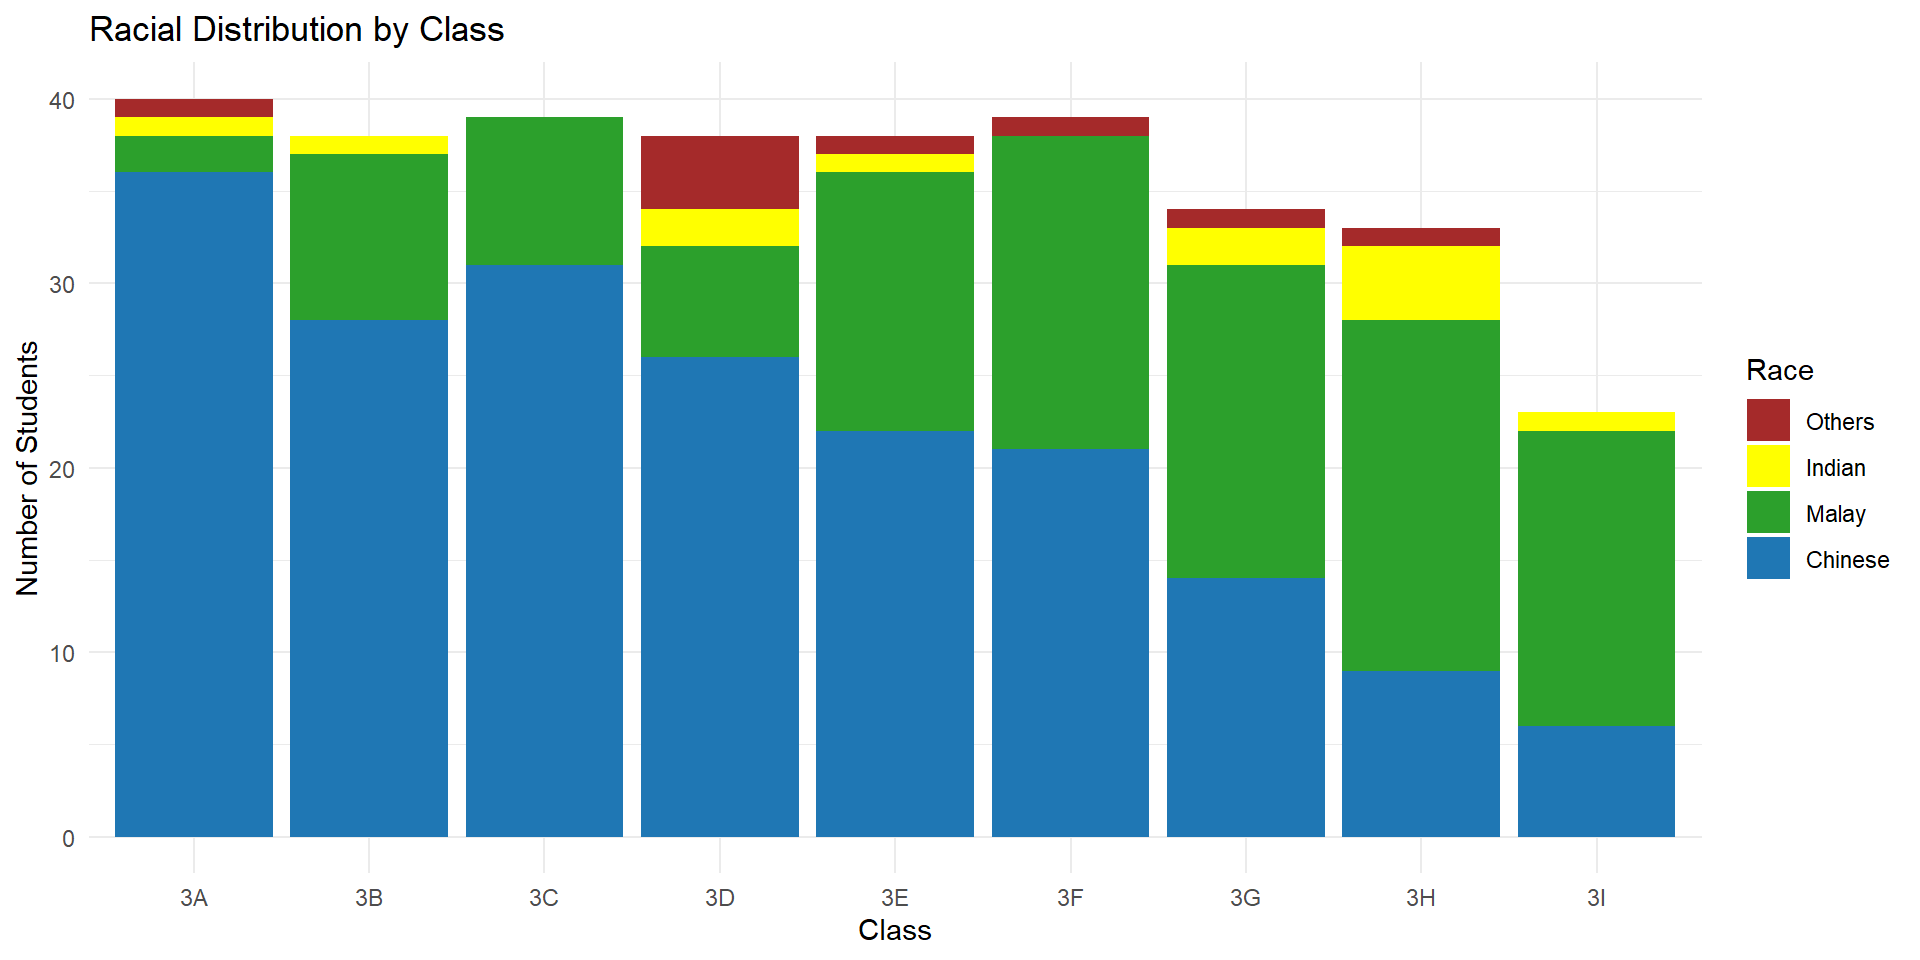 Racial Distribution by Class
40
30
20
10
0
Number of Students
3A 3B 3C 3D 3E 3F 3G 3H 3I
Class
Race
Others
Indian
Malay
Chinese